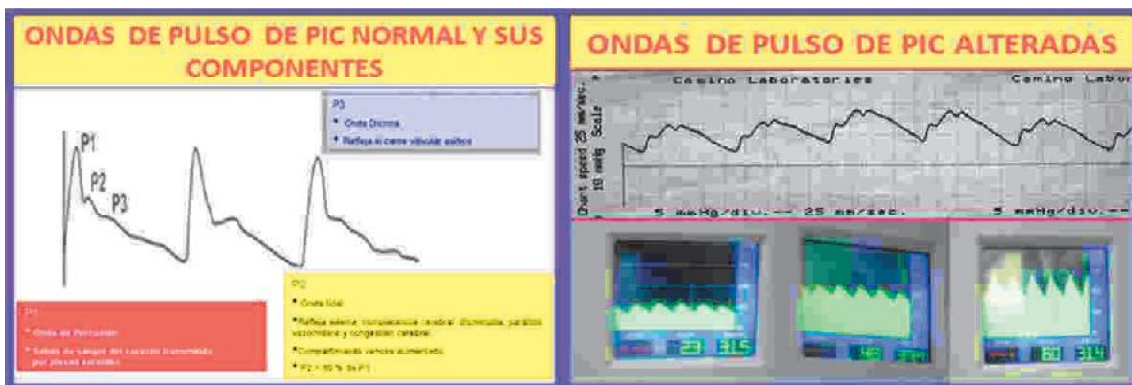 ONDAS DE PULSO DE PIC NORMAL Y SUS
COMPONENTES
P3
• Onda Dícrota
• Refleja el cierre valvular aórtico
P1
P2
P3
P1
• Onda de Percusión
• Salida de sangre del corazón transmitida
por plexos coroides
P2
• Onda tidal
• Refleja edema, complacencia cerebral disminuida, parálisis
vasomotora y congestión cerebral.
• Compartimiento venoso aumentado
P2 = 80 % de P1
ONDAS DE PULSO DE PIC ALTERADAS
Camino Laboratories
Camino Labor
Chart speed 25 mm/sec.
10 mmHg Scale
5 mmHg/div.-- 25 mm/sec.
5 mmHg/div.--
23 31.5
60 31.4